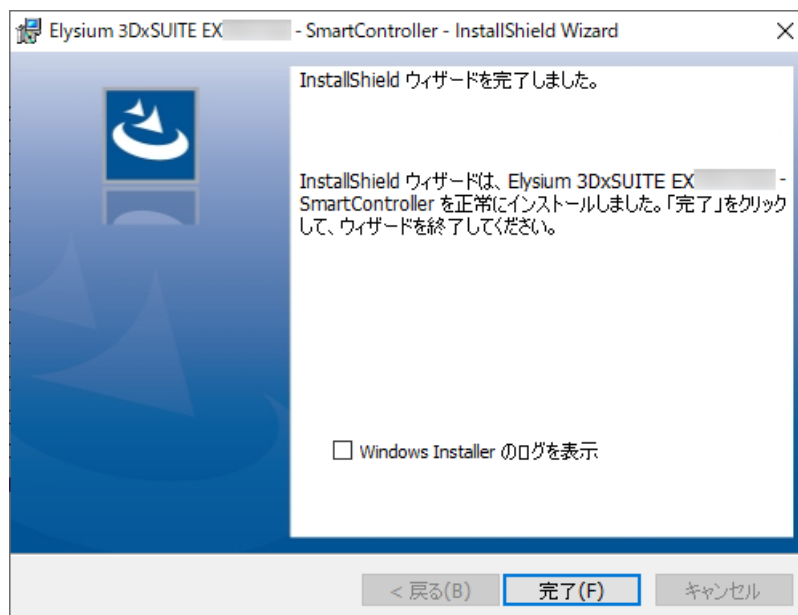 Elysium 3DxSUITE EX - SmartController - InstallShield Wizard
InstallShield ウィザードを完了しました。
InstallShield ウィザードは、Elysium 3DxSUITE EX -
SmartController を正常にインストールしました。「完了」をクリック
して、ウィザードを終了してください。
Windows Installer のログを表示
< 戻る(B) 完了(F) キャンセル